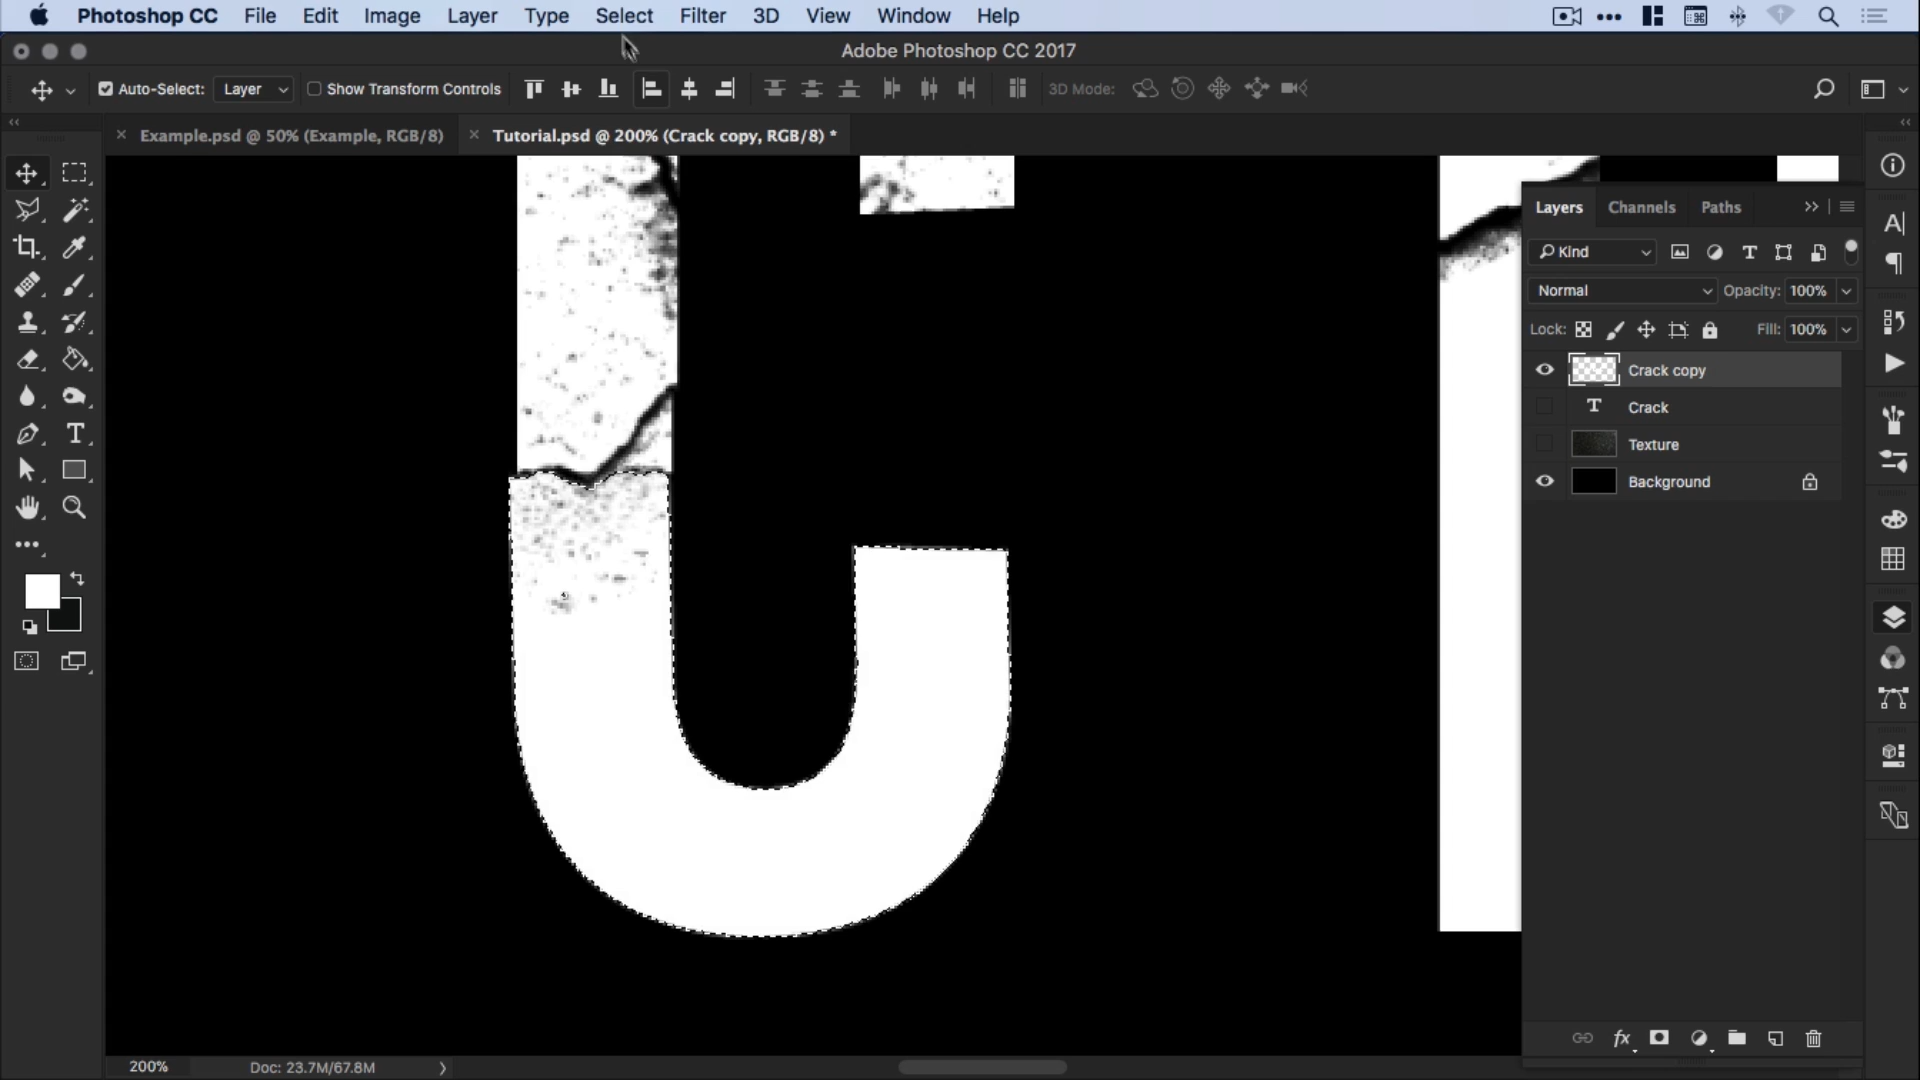 Photoshop CC File Edit Image Layer Type Select Filter 3D View Window Help
Adobe Photoshop CC 2017
Auto-Select: Layer Show Transform Controls 3D Mode:
Example.psd @ 50% (Example, RGB/8) Tutorial.psd @ 200% (Crack copy, RGB/8) *
Layers Channels Paths
Kind
Normal Opacity: 100%
Lock: Fill: 100%
Crack copy
Crack
Texture
Background
200% Doc: 23.7M/67.8M